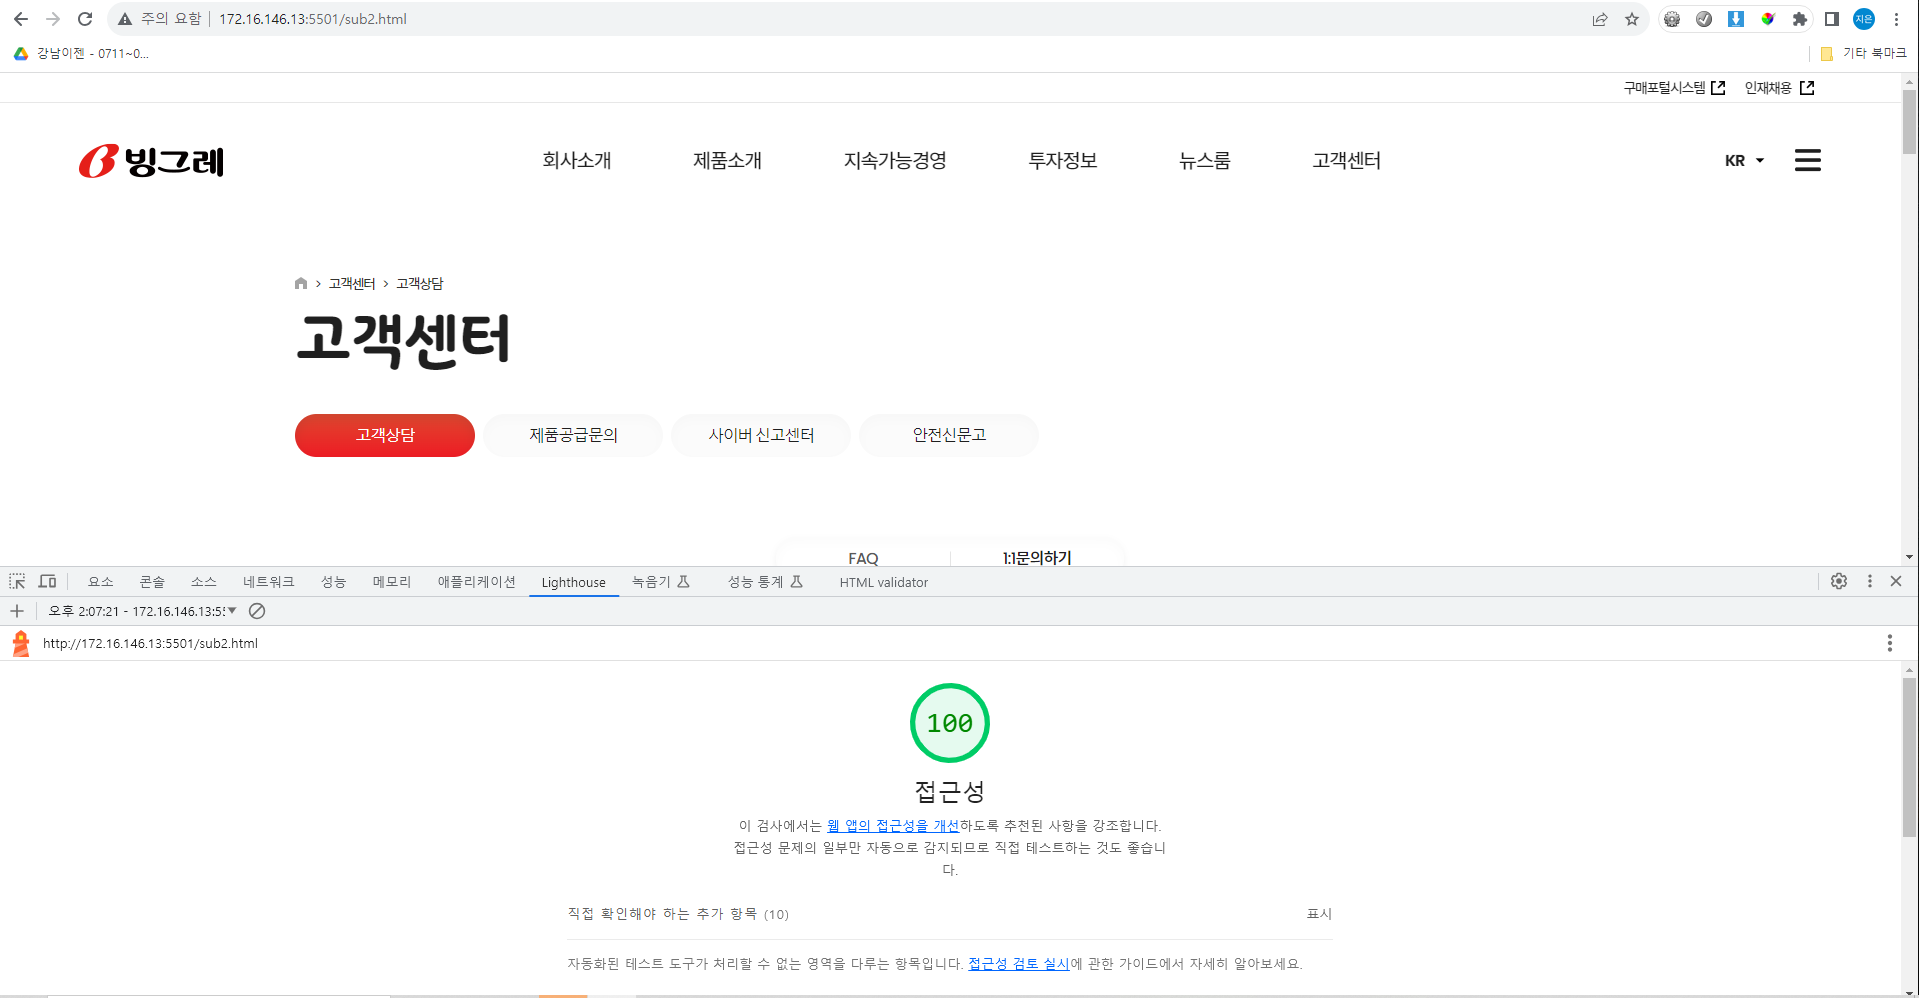 주의 요함 172.16.146.13:5501/sub2.html 지은
강남이젠 - 0711~0... 기타 북마크
구매포털시스템 인재채용
빙그레 회사소개 제품소개 지속가능경영 투자정보 뉴스룸 고객센터 KR
> 고객센터 > 고객상담
고객센터
고객상담 제품공급문의 사이버 신고센터 안전신문고
FAQ 1:1문의하기
요소 콘솔 소스 네트워크 성능 메모리 애플리케이션 Lighthouse 녹음기 성능 통계 HTML validator
오후 2:07:21 - 172.16.146.13:5!
http://172.16.146.13:5501/sub2.html
100
접근성
이 검사에서는 웹 앱의 접근성을 개선하도록 추천된 사항을 강조합니다.
접근성 문제의 일부만 자동으로 감지되므로 직접 테스트하는 것도 좋습니
다.
직접 확인해야 하는 추가 항목 (10) 표시
자동화된 테스트 도구가 처리할 수 없는 영역을 다루는 항목입니다. 접근성 검토 실시에 관한 가이드에서 자세히 알아보세요.